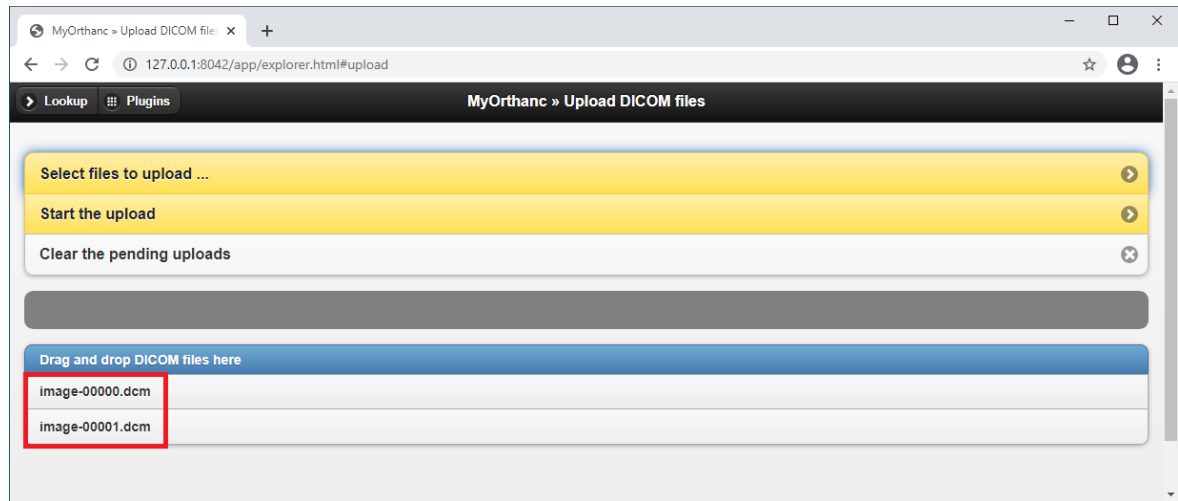 MyOrthanc » Upload DICOM file:
127.0.0.1:8042/app/explorer.html#upload
Lookup Plugins MyOrthanc » Upload DICOM files
Select files to upload ...
Start the upload
Clear the pending uploads
Drag and drop DICOM files here
image-00000.dcm
image-00001.dcm